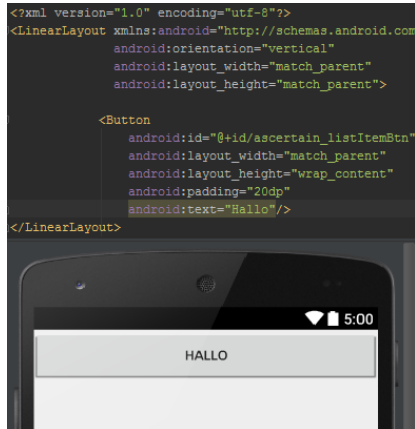 <?xml version="1.0" encoding="utf-8"?>
<LinearLayout xmlns:android="http://schemas.android.com
android:orientation="vertical"
android:layout_width="match_parent"
android:layout_height="match_parent">
<Button
android:id="@+id/ascertain_listItemBtn"
android:layout_width="match_parent"
android:layout_height="wrap_content"
android:padding="20dp"
android:text="Hallo"/>
</LinearLayout>
5:00
HALLO